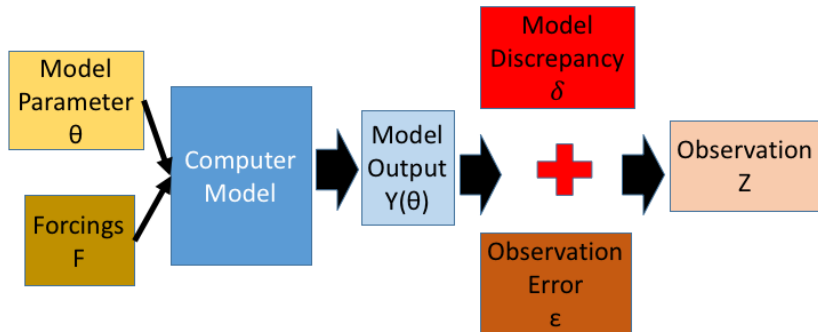 Model
Parameter
θ
Forcings
F
Computer
Model
Model
Output
Y(θ)
Model
Discrepancy
δ
Observation
Error
ε
Observation
Z